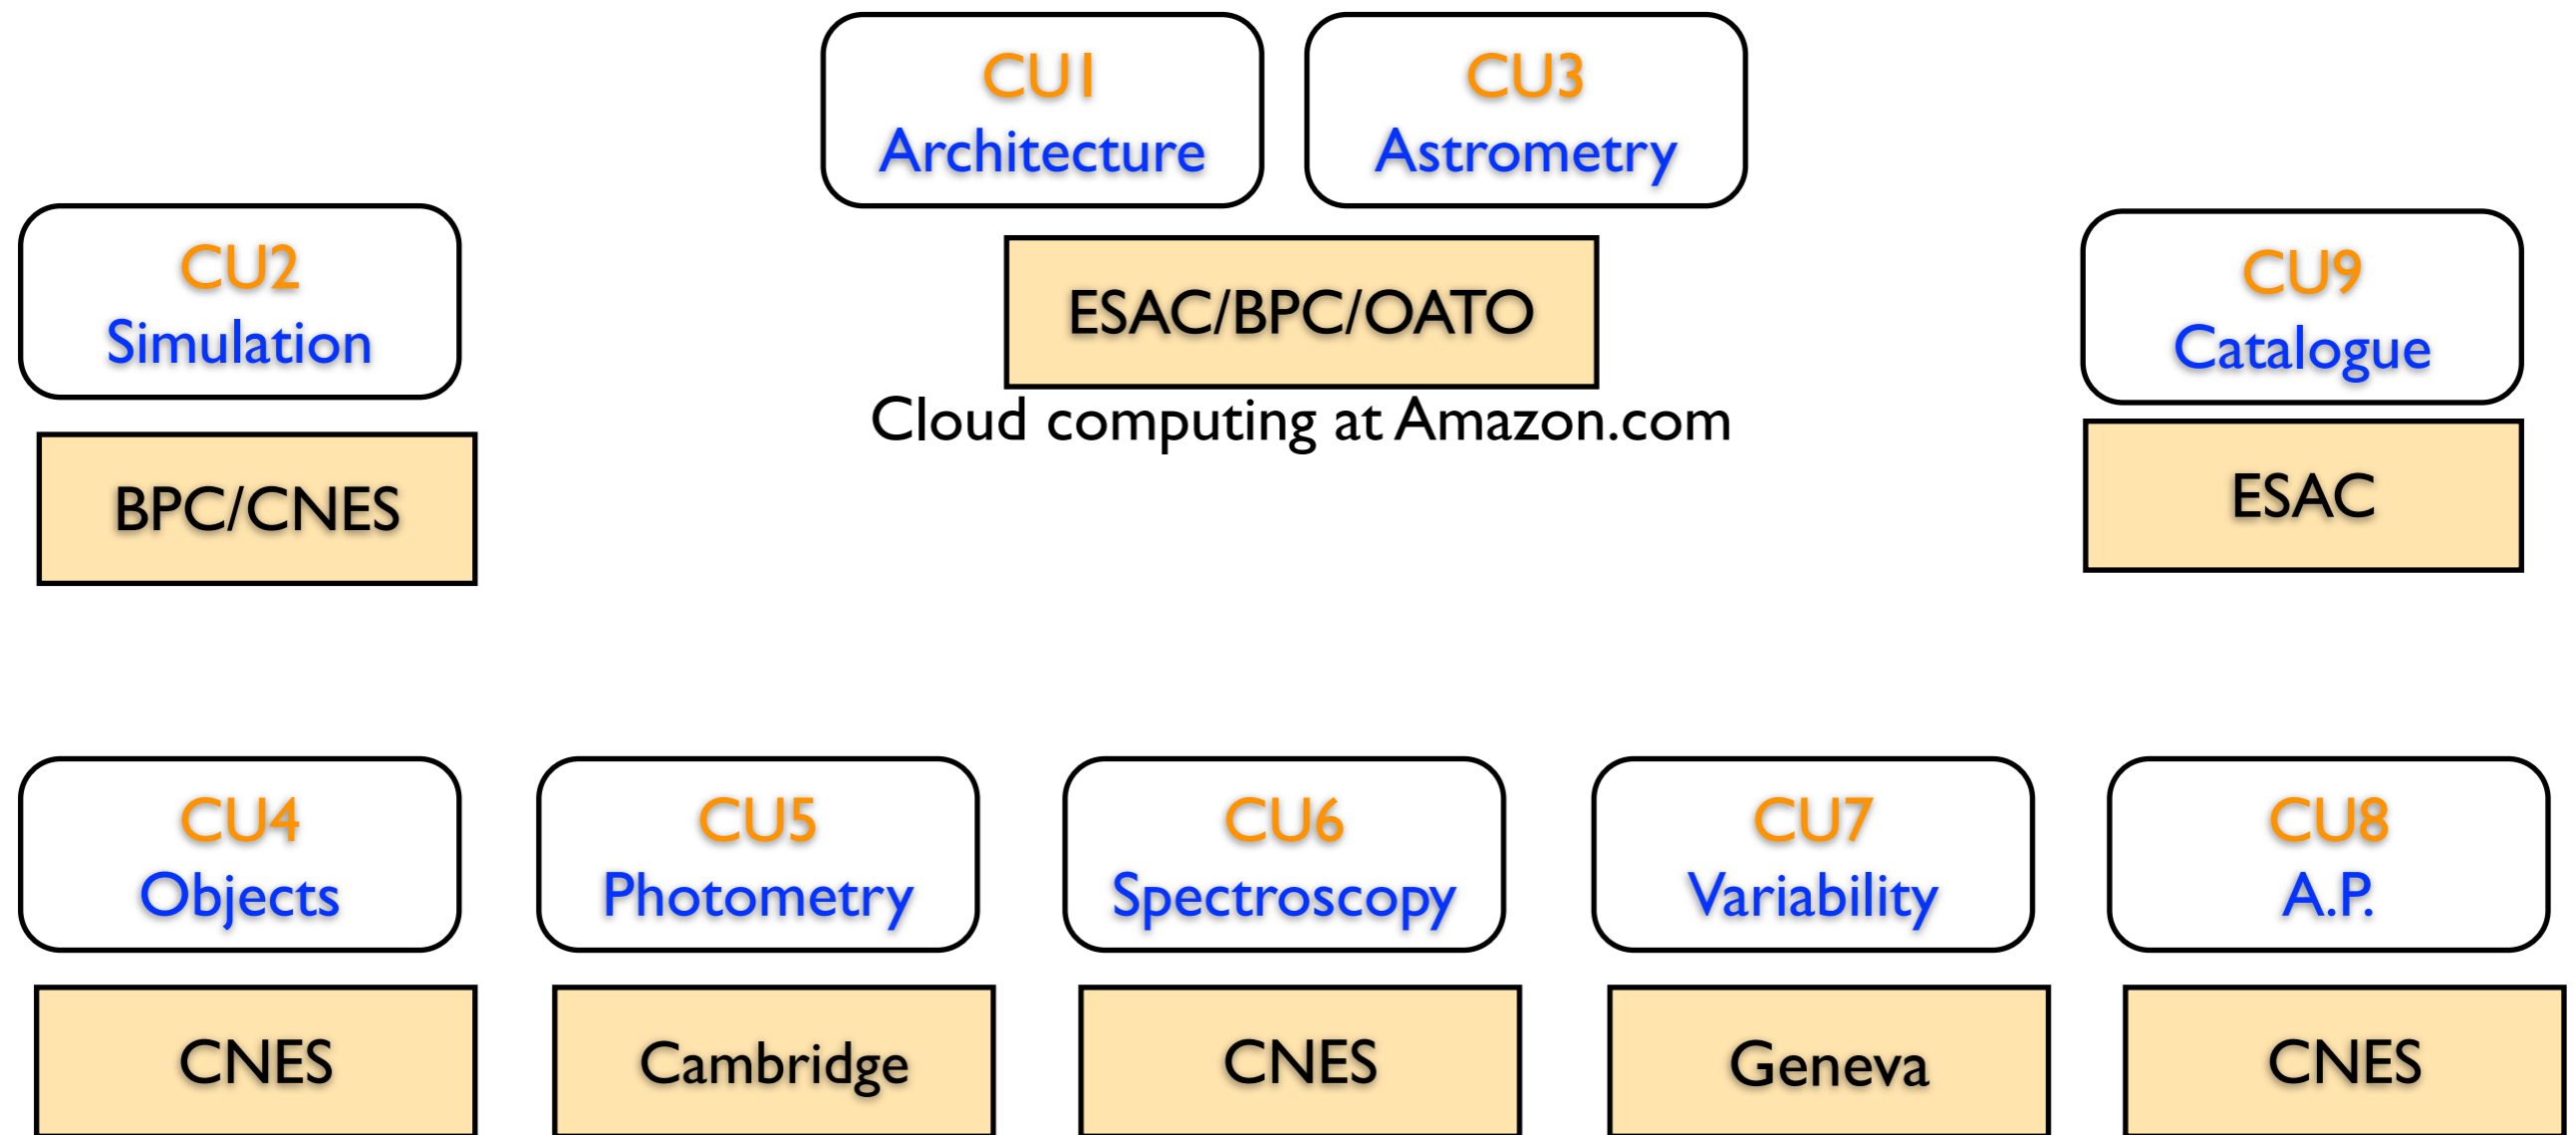 CU1
Architecture
CU3
Astrometry
ESAC/BPC/OATO
Cloud computing at Amazon.com
CU2
Simulation
BPC/CNES
CU9
Catalogue
ESAC
CU4
Objects
CNES
CU5
Photometry
Cambridge
CU6
Spectroscopy
CNES
CU7
Variability
Geneva
CU8
A.P.
CNES